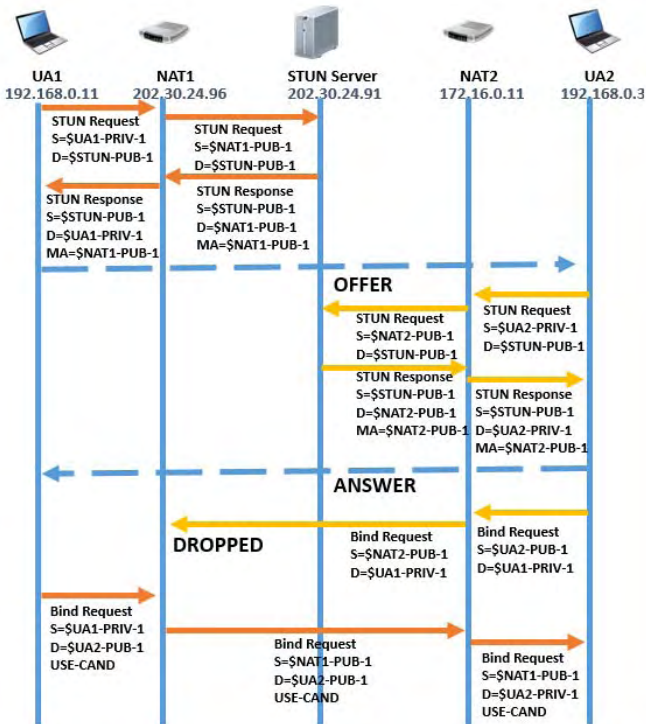 UA1
NAT1
STUN Server
NAT2
UA2
192.168.0.11
202.30.24.96
202.30.24.91
172.16.0.11
192.168.0.3
STUN Request
S=$UA1-PRIV-1
D=$STUN-PUB-1
STUN Request
S=$NAT1-PUB-1
D=$STUN-PUB-1
STUN Response
S=$STUN-PUB-1
D=$UA1-PRIV-1
MA=$NAT1-PUB-1
STUN Response
S=$STUN-PUB-1
D=$NAT1-PUB-1
MA=$NAT1-PUB-1
OFFER
STUN Request
S=$NAT2-PUB-1
D=$STUN-PUB-1
STUN Request
S=$UA2-PRIV-1
D=$STUN-PUB-1
STUN Response
S=$STUN-PUB-1
D=$NAT2-PUB-1
MA=$NAT2-PUB-1
STUN Response
S=$STUN-PUB-1
D=$UA2-PRIV-1
MA=$NAT2-PUB-1
ANSWER
DROPPED
Bind Request
S=$NAT2-PUB-1
D=$UA1-PRIV-1
Bind Request
S=$UA2-PUB-1
D=$UA1-PRIV-1
Bind Request
S=$UA1-PRIV-1
D=$UA2-PUB-1
USE-CAND
Bind Request
S=$NAT1-PUB-1
D=$UA2-PUB-1
USE-CAND
Bind Request
S=$NAT1-PUB-1
D=$UA2-PRIV-1
USE-CAND